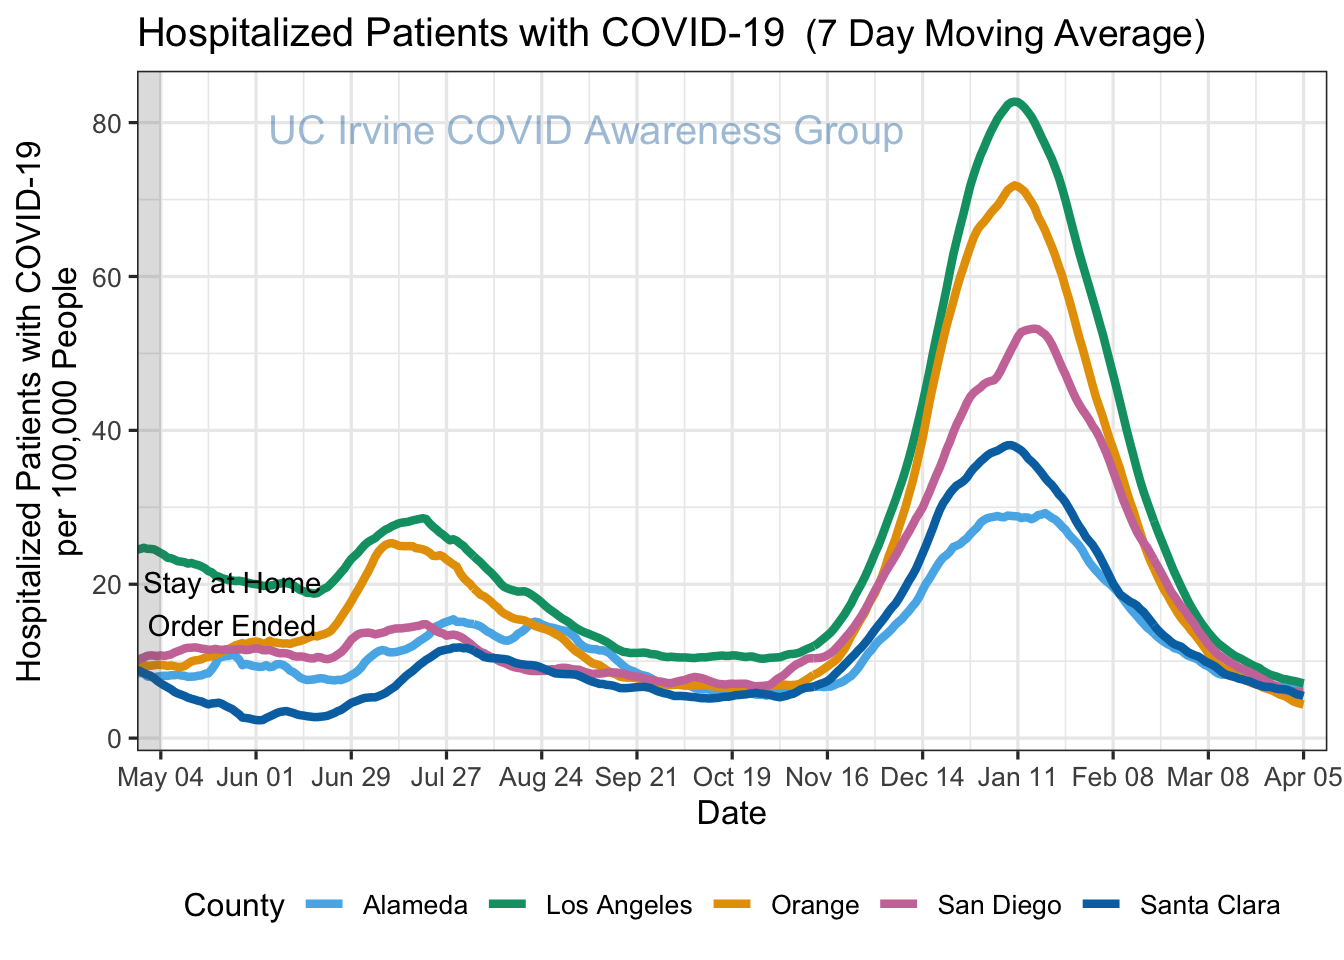 Hospitalized Patients with COVID-19  (7 Day Moving Average)
UC Irvine COVID Awareness Group
Hospitalized Patients with COVID-19
per 100,000 People
80
60
40
20
0
Stay at Home
Order Ended
May 04 Jun 01 Jun 29 Jul 27 Aug 24 Sep 21 Oct 19 Nov 16 Dec 14 Jan 11 Feb 08 Mar 08 Apr 05
Date
County Alameda Los Angeles Orange San Diego Santa Clara